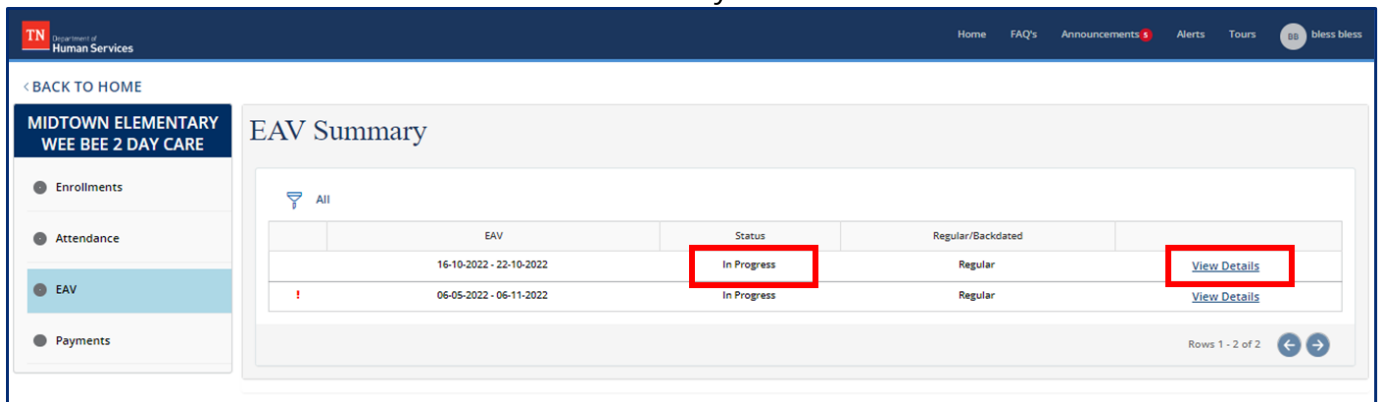 TN Department of Human Services
Home FAQ's Announcements 5 Alerts Tours BB bless bless
< BACK TO HOME
MIDTOWN ELEMENTARY
WEE BEE 2 DAY CARE
Enrollments
Attendance
EAV
Payments
EAV Summary
All
EAV Status Regular/Backdated
16-10-2022 - 22-10-2022 In Progress Regular View Details
! 06-05-2022 - 06-11-2022 In Progress Regular View Details
Rows 1 - 2 of 2